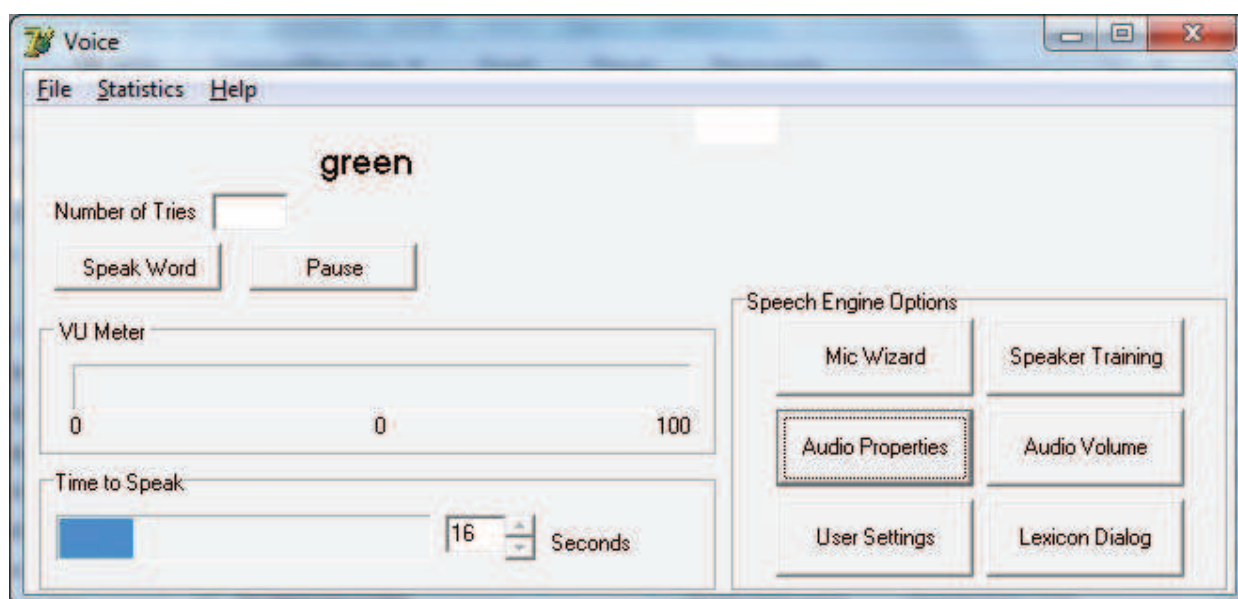 Voice
File Statistics Help
green
Number of Tries
Speak Word Pause
VU Meter
0 0 100
Time to Speak
16 Seconds
Speech Engine Options
Mic Wizard Speaker Training
Audio Properties Audio Volume
User Settings Lexicon Dialog